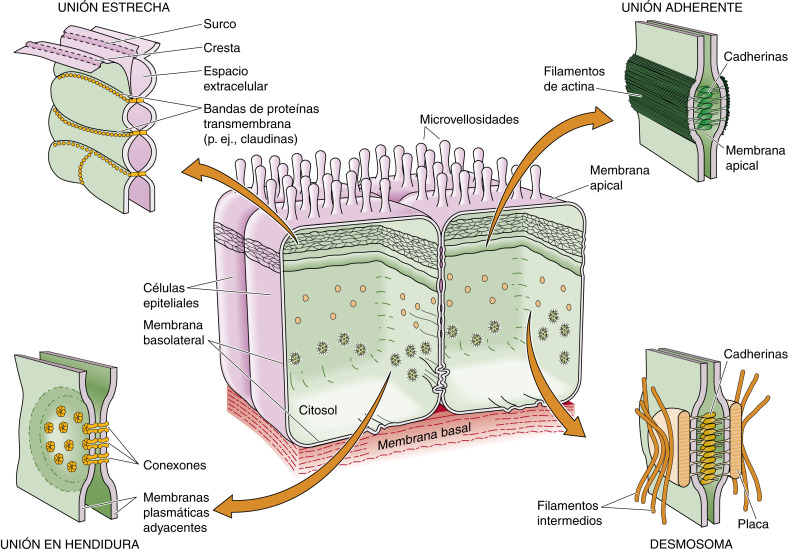 UNIÓN ESTRECHA
Surco
Cresta
Espacio
extracelular
Bandas de proteínas
transmembrana
(p. ej., claudinas)
Microvellosidades
UNIÓN ADHERENTE
Cadherinas
Filamentos
de actina
Membrana
apical
Membrana
apical
Células
epiteliales
Membrana
basolateral
Citosol
Membrana basal
Conexones
Membranas
plasmáticas
adyacentes
UNIÓN EN HENDIDURA
Cadherinas
Filamentos
intermedios
Placa
DESMOSOMA